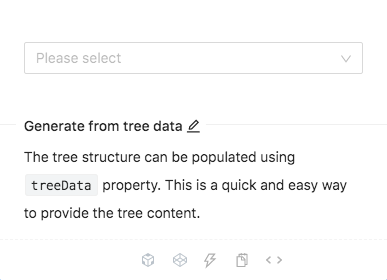 Please select
Generate from tree data
The tree structure can be populated using
treeData property. This is a quick and easy way
to provide the tree content.